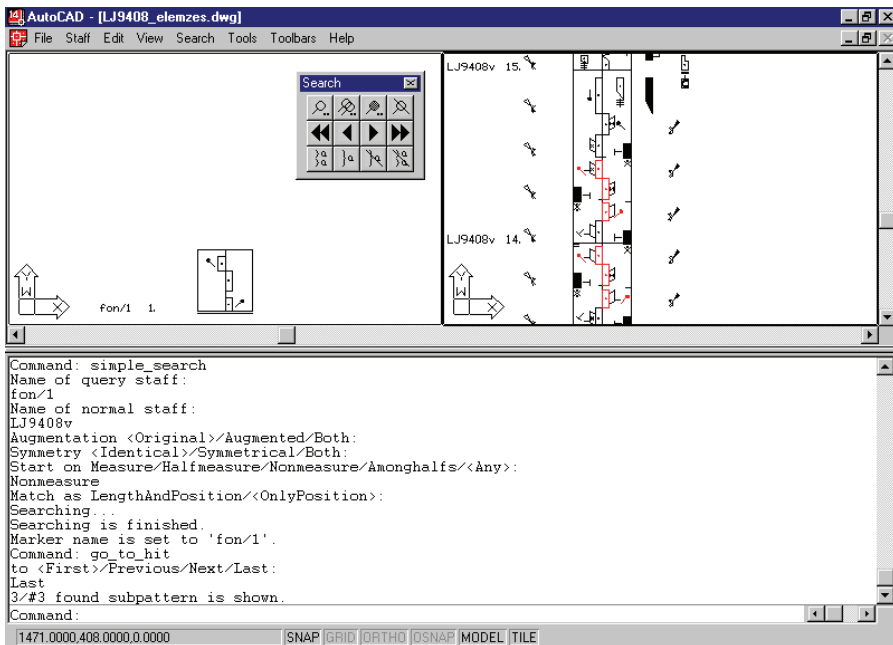 AutoCAD - [LJ9408_elemzes.dwg]
File Staff Edit View Search Tools Toolbars Help
Search
LJ9408v 15.
LJ9408v 14.
Y
W
X
fon/1 1.
Y
W
X
Command: simple_search
Name of query staff:
fon/1
Name of normal staff:
LJ9408v
Augmentation <Original>/Augmented/Both:
Symmetry <Identical>/Symmetrical/Both:
Start on Measure/Halfmeasure/Nonmeasure/Amonghalfs/<Any>:
Nonmeasure
Match as LengthAndPosition/<OnlyPosition>:
Searching...
Searching is finished.
Marker name is set to 'fon/1'.
Command: go_to_hit
to <First>/Previous/Next/Last:
Last
3/#3 found subpattern is shown.
Command:
1471.0000,408.0000,0.0000 SNAP GRID ORTHO OSNAP MODEL TILE